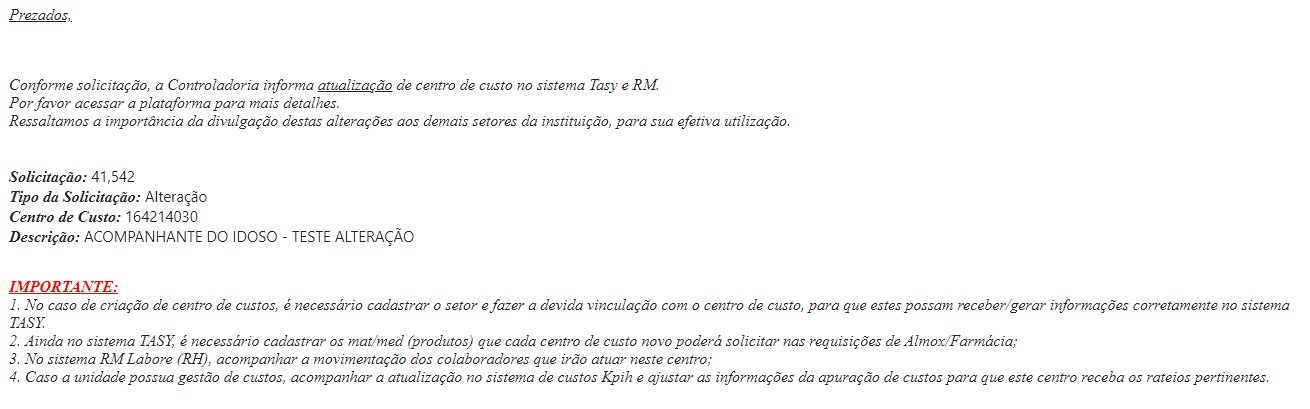 Prezados,
Conforme solicitação, a Controladoria informa atualização de centro de custo no sistema Tasy e RM.
Por favor acessar a plataforma para mais detalhes.
Ressaltamos a importância da divulgação destas alterações aos demais setores da instituição, para sua efetiva utilização.
Solicitação: 41,542
Tipo da Solicitação: Alteração
Centro de Custo: 164214030
Descrição: ACOMPANHANTE DO IDOSO - TESTE ALTERAÇÃO
IMPORTANTE:
1. No caso de criação de centro de custos, é necessário cadastrar o setor e fazer a devida vinculação com o centro de custo, para que estes possam receber/gerar informações corretamente no sistema
TASY.
2. Ainda no sistema TASY, é necessário cadastrar os mat/med (produtos) que cada centro de custo novo poderá solicitar nas requisições de Almox/Farmácia;
3. No sistema RM Labore (RH), acompanhar a movimentação dos colaboradores que irão atuar neste centro;
4. Caso a unidade possua gestão de custos, acompanhar a atualização no sistema de custos Kpih e ajustar as informações da apuração de custos para que este centro receba os rateios pertinentes.